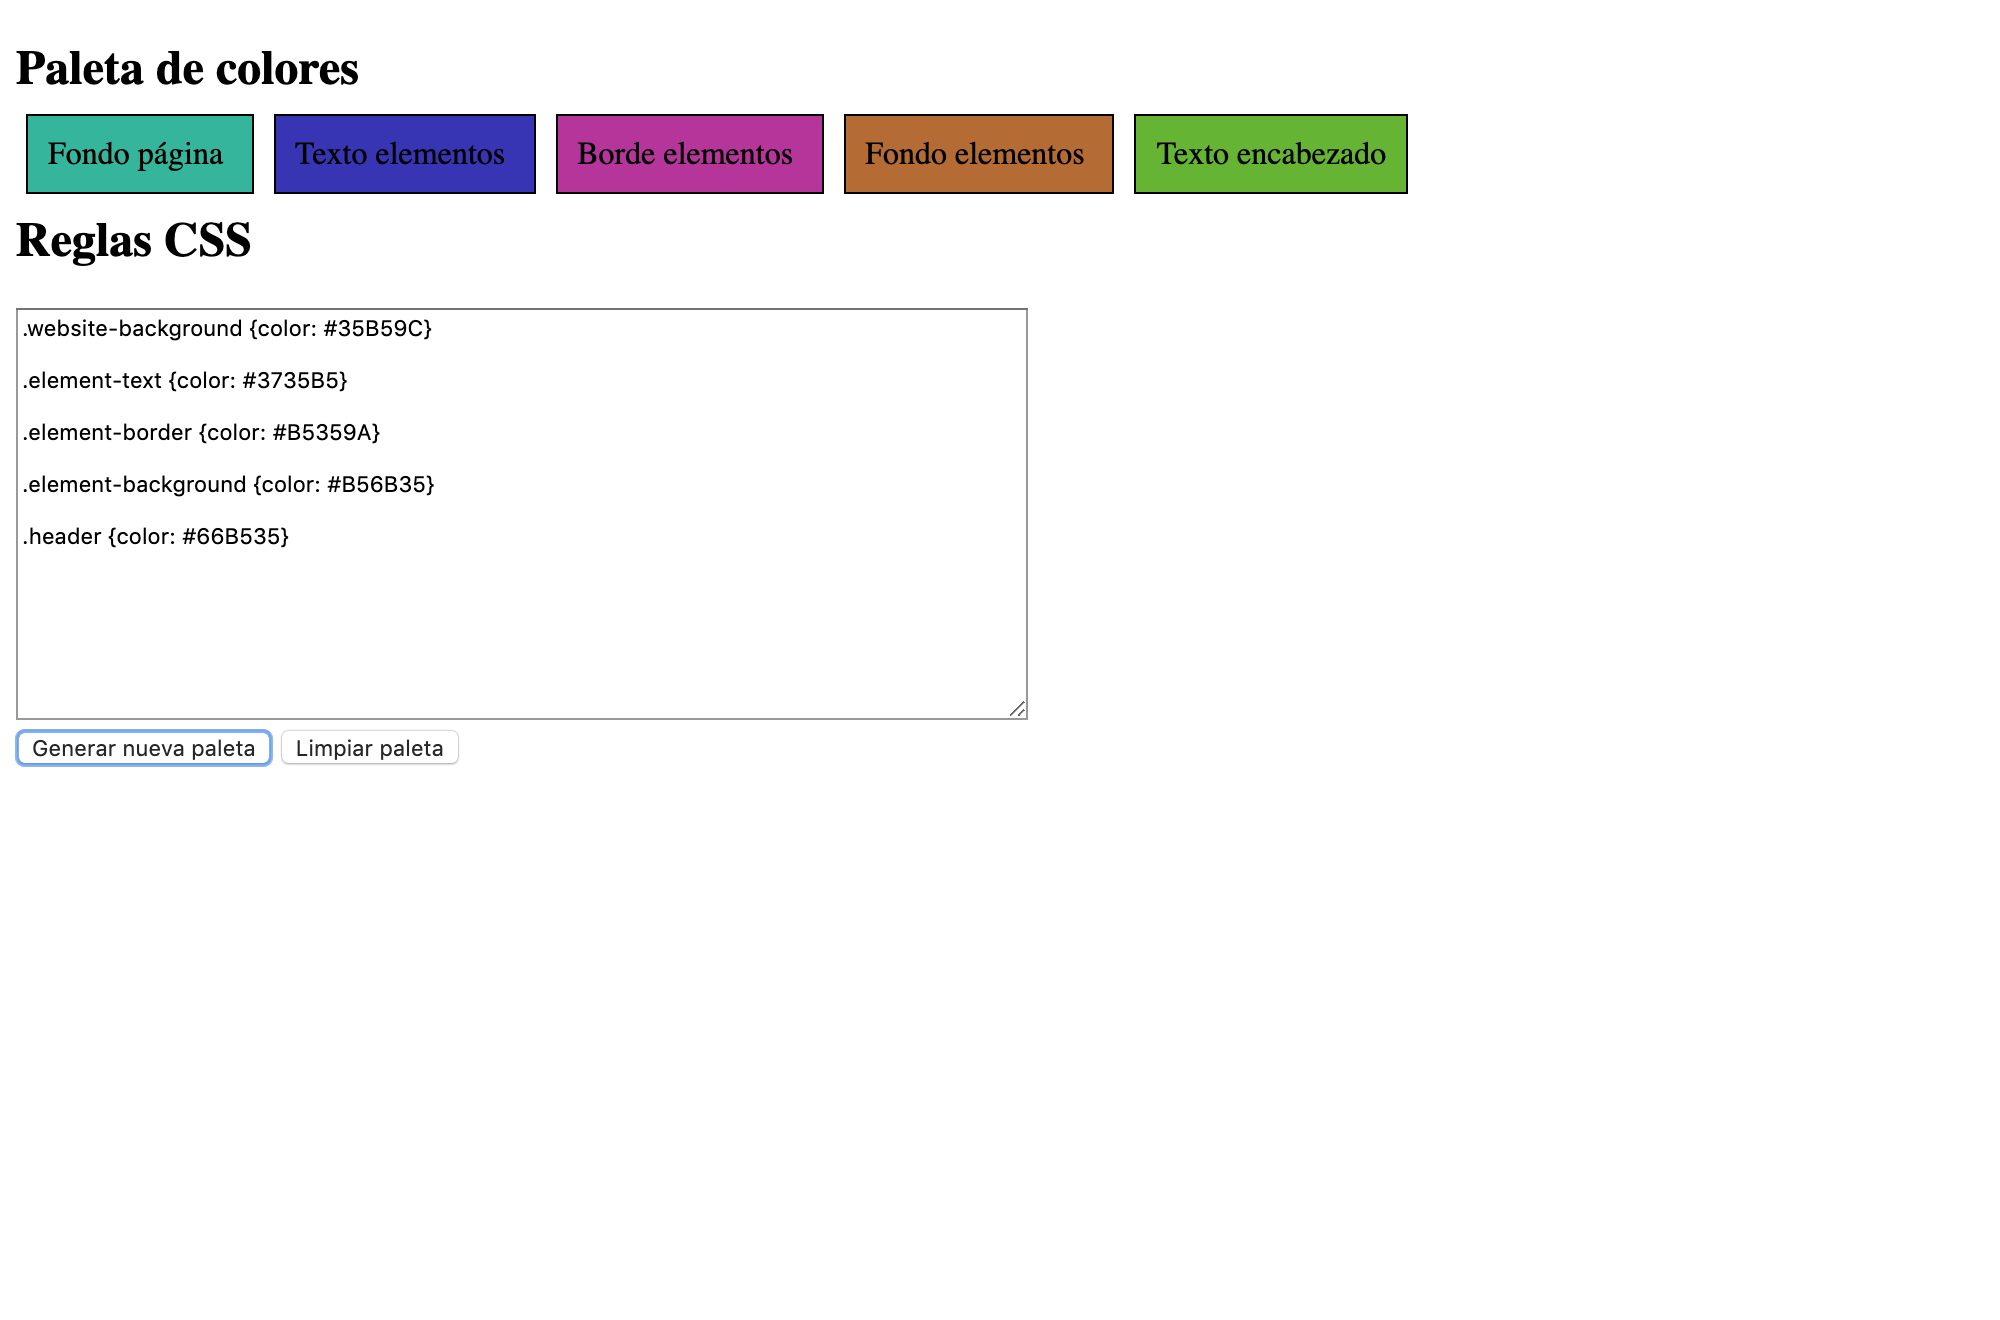 Paleta de colores
Fondo página
Texto elementos
Borde elementos
Fondo elementos
Texto encabezado
Reglas CSS
.website-background {color: #35B59C}
.element-text {color: #3735B5}
.element-border {color: #B5359A}
.element-background {color: #B56B35}
.header {color: #66B535}
Generar nueva paleta
Limpiar paleta